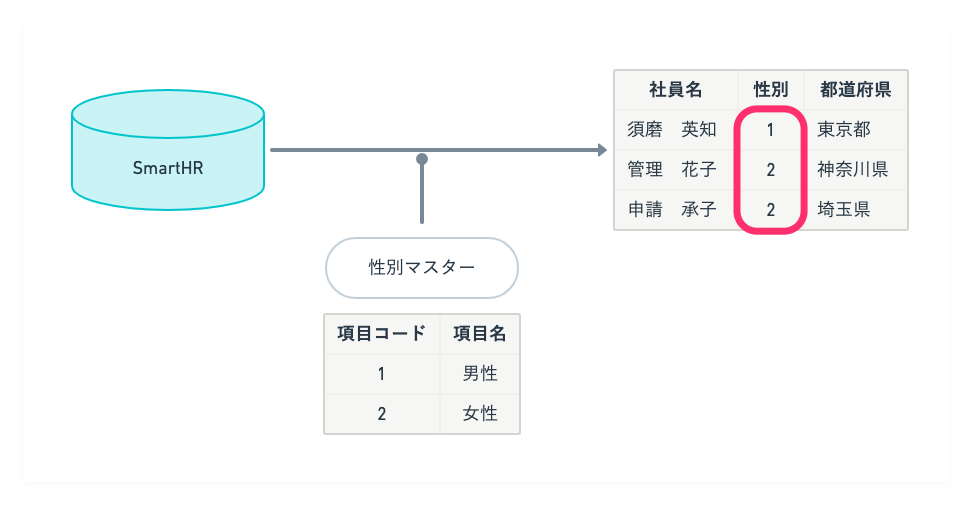 SmartHR
社員名 性別 都道府県
須磨 英知 1 東京都
管理 花子 2 神奈川県
申請 承子 2 埼玉県
性別マスター
項目コード 項目名
1 男性
2 女性